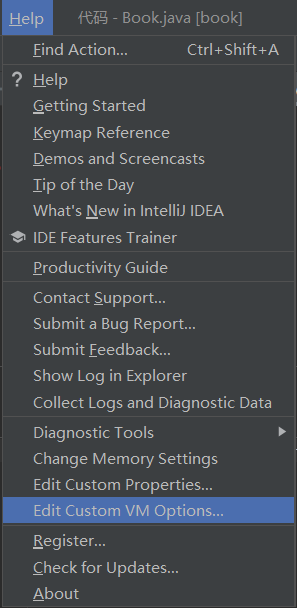 Help 代码 - Book.java [book]
Find Action... Ctrl+Shift+A
? Help
Getting Started
Keymap Reference
Demos and Screencasts
Tip of the Day
What's New in IntelliJ IDEA
IDE Features Trainer
Productivity Guide
Contact Support...
Submit a Bug Report...
Submit Feedback...
Show Log in Explorer
Collect Logs and Diagnostic Data
Diagnostic Tools
Change Memory Settings
Edit Custom Properties...
Edit Custom VM Options...
Register...
Check for Updates...
About